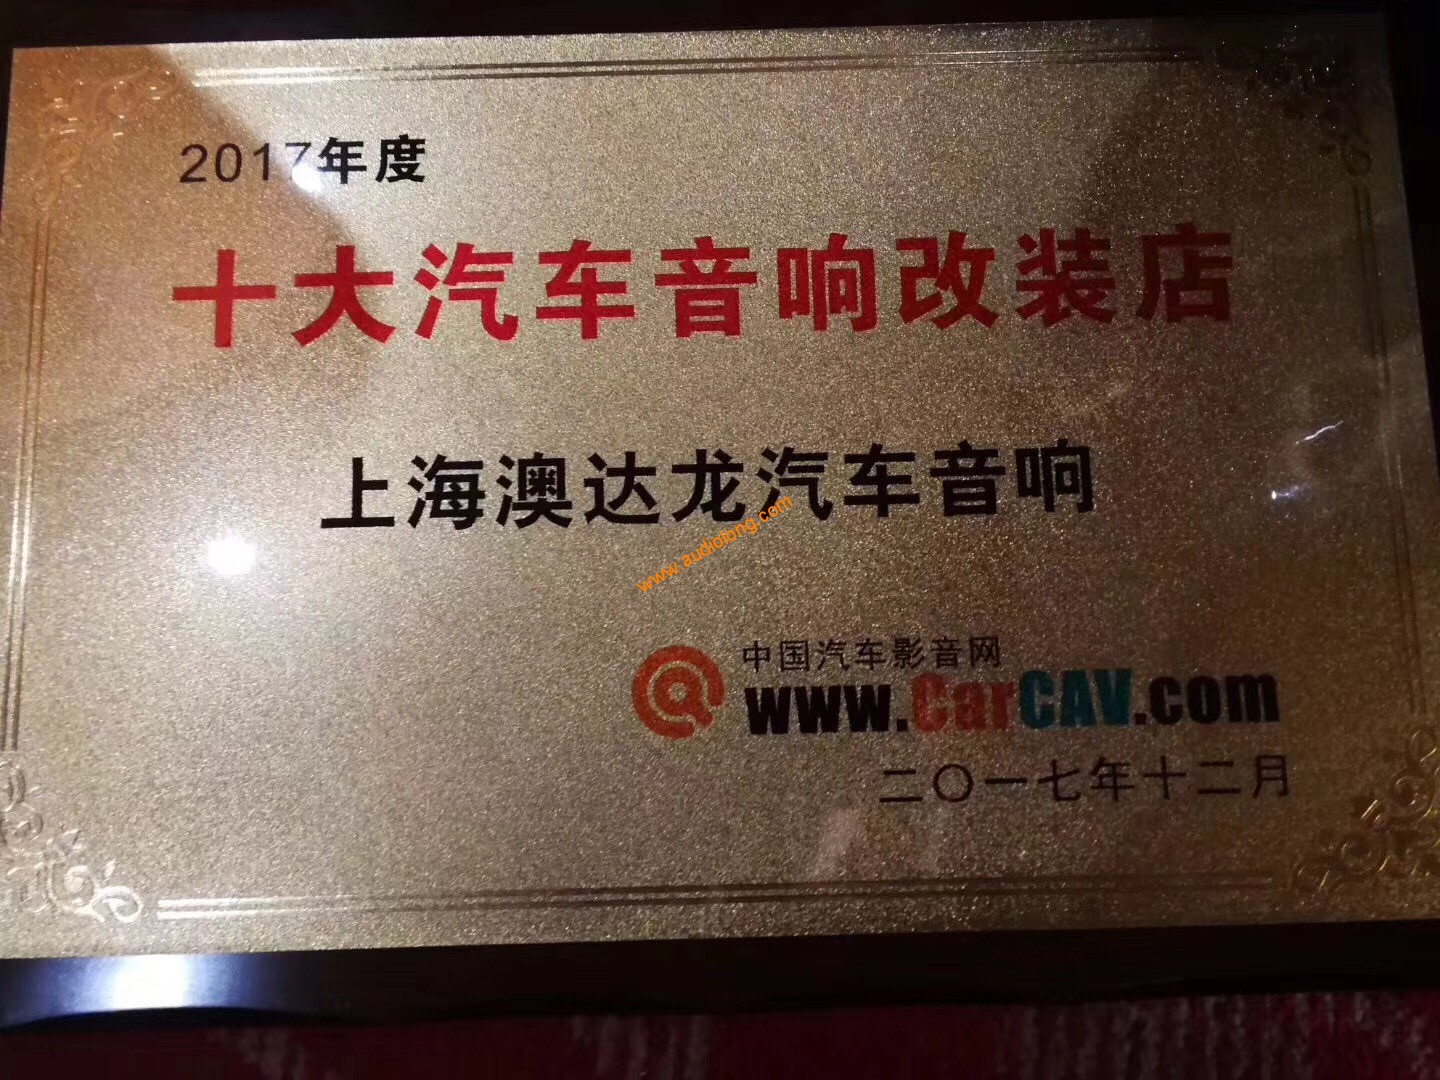 2017年度
十大汽车音响改装店
上海澳达龙汽车音响
www.audiolong.com
中国汽车影音网
www.CarCAV.com
二〇一七年十二月